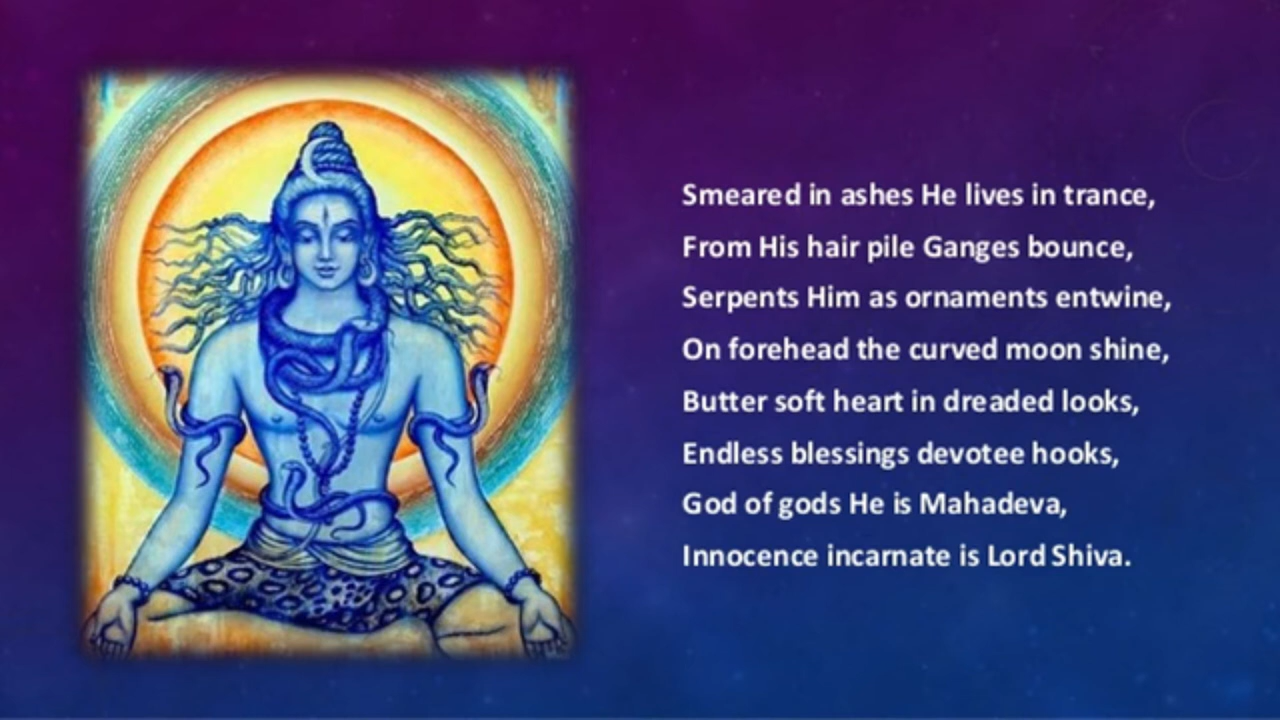 Smeared in ashes He lives in trance,
From His hair pile Ganges bounce,
Serpents Him as ornaments entwine,
On forehead the curved moon shine,
Butter soft heart in dreaded looks,
Endless blessings devotee hooks,
God of gods He is Mahadeva,
Innocence incarnate is Lord Shiva.